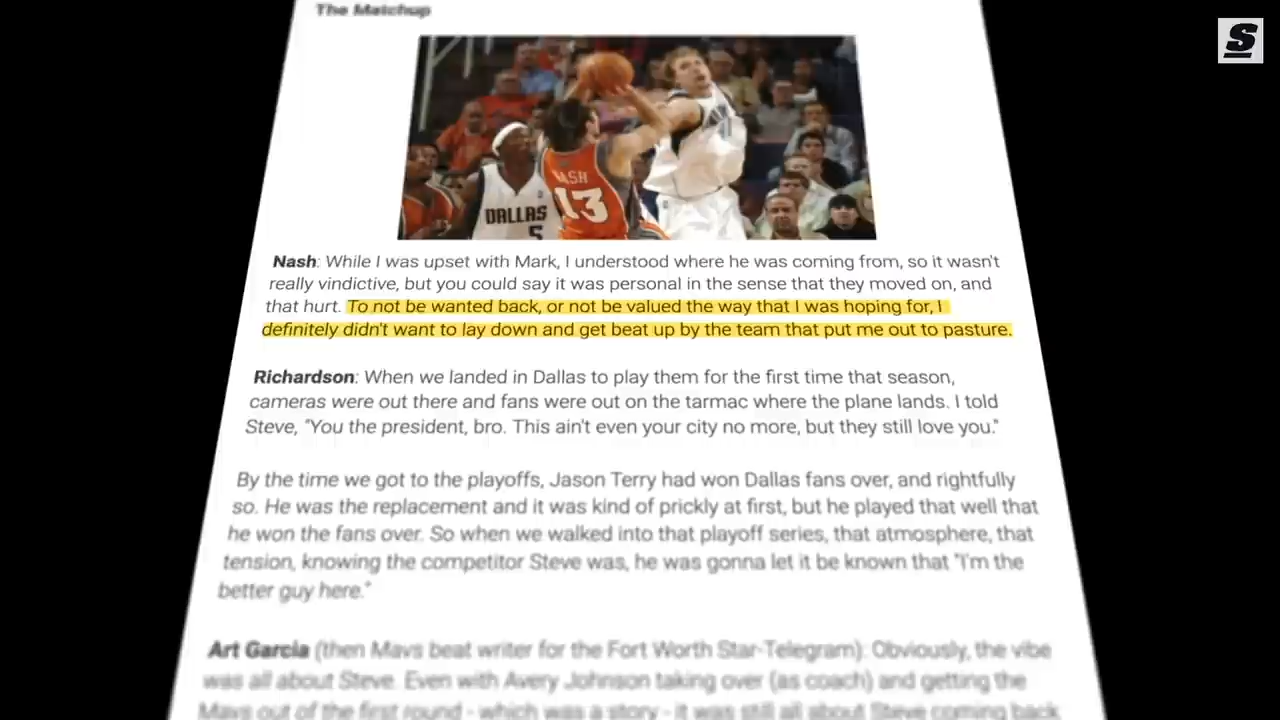 The Matchup
S
NASH
13
DALLAS
5
Nash: While I was upset with Mark, I understood where he was coming from, so it wasn't
really vindictive, but you could say it was personal in the sense that they moved on, and
that hurt. To not be wanted back, or not be valued the way that I was hoping for, I
definitely didn't want to lay down and get beat up by the team that put me out to pasture.
Richardson: When we landed in Dallas to play them for the first time that season,
cameras were out there and fans were out on the tarmac where the plane lands. I told
Steve, "You the president, bro. This ain't even your city no more, but they still love you."
By the time we got to the playoffs, Jason Terry had won Dallas fans over, and rightfully
so. He was the replacement and it was kind of prickly at first, but he played that well that
he won the fans over. So when we walked into that playoff series, that atmosphere, that
tension, knowing the competitor Steve was, he was gonna let it be known that "I'm the
better guy here."
Art Garcia (then Mavs beat writer for the Fort Worth Star-Telegram): Obviously, the vibe
was all about Steve. Even with Avery Johnson taking over (as coach) and getting the
Mavs out of the first round - which was a story - it was still all about Steve coming back